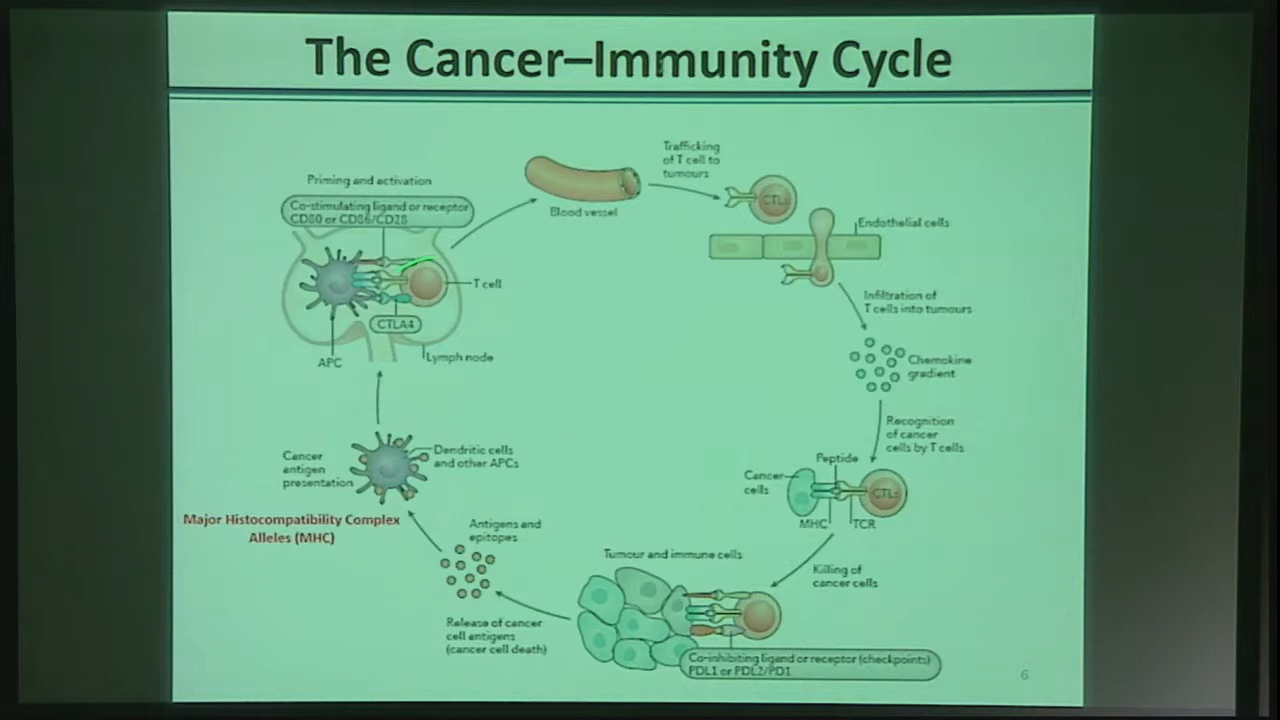 The Cancer–Immunity Cycle
Priming and activation
Co-stimulating ligand or receptor
CD80 or CD86/CD28
T cell
CTLA4
APC
Lymph node
Blood vessel
Trafficking
of T cell to
tumours
CTLs
Endothelial cells
Infiltration of
T cells into tumours
Chemokine
gradient
Recognition
of cancer
cells by T cells
Peptide
Cancer
cells
CTLs
MHC
TCR
Killing of
cancer cells
Tumour and immune cells
Co-inhibiting ligand or receptor (checkpoints)
PDL1 or PDL2/PD1
Release of cancer
cell antigens
(cancer cell death)
Antigens and
epitopes
Cancer
antigen
presentation
Dendritic cells
and other APCs
Major Histocompatibility Complex
Alleles (MHC)
6